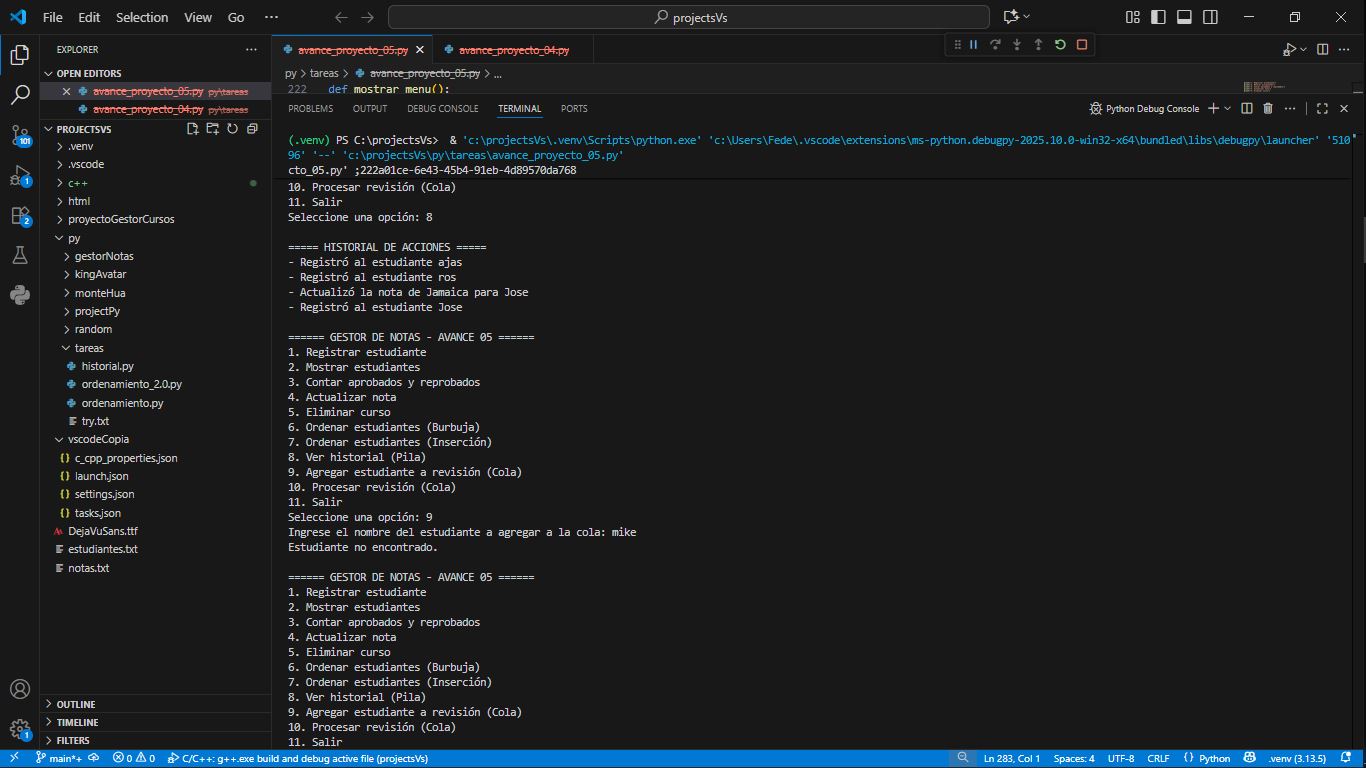 File Edit Selection View Go ··· projectsVs
EXPLORER ···
OPEN EDITORS
avance_proyecto_05.py py\tareas
avance_proyecto_04.py py\tareas
PROJECTSVS
.venv
.vscode
c++
html
proyectoGestorCursos
py
gestorNotas
kingAvatar
monteHua
projectPy
random
tareas
historial.py
ordenamiento_2.0.py
ordenamiento.py
try.txt
vscodeCopia
c_cpp_properties.json
launch.json
settings.json
tasks.json
DejaVuSans.ttf
estudiantes.txt
notas.txt
OUTLINE
TIMELINE
FILTERS
101
1
2
1
avance_proyecto_05.py avance_proyecto_04.py
py > tareas > avance_proyecto_05.py > ...
222 def mostrar_menu():
PROBLEMS OUTPUT DEBUG CONSOLE TERMINAL PORTS Python Debug Console
(.venv) PS C:\projectsVs> & 'c:\projectsVs\.venv\Scripts\python.exe' 'c:\Users\Fede\.vscode\extensions\ms-python.debugpy-2025.10.0-win32-x64\bundled\libs\debugpy\launcher' '510
96' '--' 'c:\projectsVs\py\tareas\avance_proyecto_05.py'
cto_05.py' ;222a01ce-6e43-45b4-91eb-4d89570da768
10. Procesar revisión (Cola)
11. Salir
Seleccione una opción: 8
===== HISTORIAL DE ACCIONES =====
- Registró al estudiante ajas
- Registró al estudiante ros
- Actualizó la nota de Jamaica para Jose
- Registró al estudiante Jose
====== GESTOR DE NOTAS - AVANCE 05 ======
1. Registrar estudiante
2. Mostrar estudiantes
3. Contar aprobados y reprobados
4. Actualizar nota
5. Eliminar curso
6. Ordenar estudiantes (Burbuja)
7. Ordenar estudiantes (Inserción)
8. Ver historial (Pila)
9. Agregar estudiante a revisión (Cola)
10. Procesar revisión (Cola)
11. Salir
Seleccione una opción: 9
Ingrese el nombre del estudiante a agregar a la cola: mike
Estudiante no encontrado.
====== GESTOR DE NOTAS - AVANCE 05 ======
1. Registrar estudiante
2. Mostrar estudiantes
3. Contar aprobados y reprobados
4. Actualizar nota
5. Eliminar curso
6. Ordenar estudiantes (Burbuja)
7. Ordenar estudiantes (Inserción)
8. Ver historial (Pila)
9. Agregar estudiante a revisión (Cola)
10. Procesar revisión (Cola)
11. Salir
main*+ 0 0 C/C++: g++.exe build and debug active file (projectsVs) Ln 283, Col 1 Spaces: 4 UTF-8 CRLF Python .venv (3.13.5)